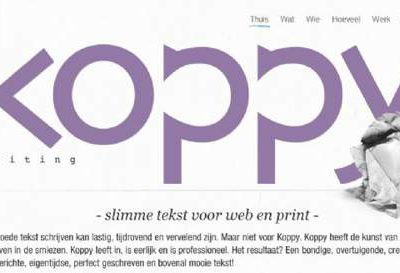 Thuis Wat Wie Hoeveel Werk
koppy
iting
- slimme tekst voor web en print -
oede tekst schrijven kan lastig, tijdrovend en vervelend zijn. Maar niet voor Koppy. Koppy heeft de kunst van
ven in de smiezen. Koppy leeft in, is eerlijk en is professioneel. Het resultaat? Een bondige, overtuigende, cre
erichte, eigentijdse, perfect geschreven en bovenal mooie tekst!